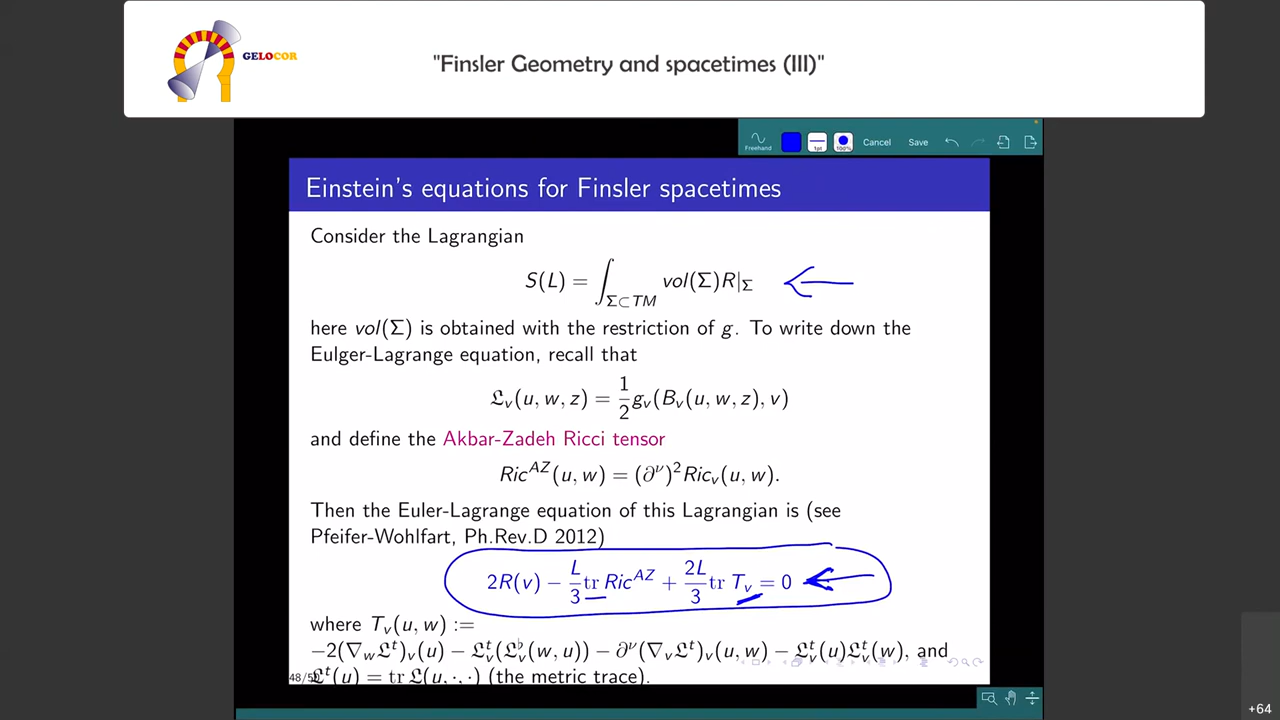 GELOCOR
"Finsler Geometry and spacetimes (III)"
Freehand
1pt
100%
Cancel
Save
Einstein's equations for Finsler spacetimes
Consider the Lagrangian
S(L) = ∫_{Σ⊂TM} vol(Σ)R|_Σ
here vol(Σ) is obtained with the restriction of g. To write down the
Eulger-Lagrange equation, recall that
𝔏_v(u, w, z) = 1/2 g_v(B_v(u, w, z), v)
and define the Akbar-Zadeh Ricci tensor
Ric^{AZ}(u, w) = (∂^ν)^2 Ric_v(u, w).
Then the Euler-Lagrange equation of this Lagrangian is (see
Pfeifer-Wohlfart, Ph.Rev.D 2012)
2R(v) − L/3 tr Ric^{AZ} + 2L/3 tr T_v = 0
where T_v(u, w) :=
−2(∇_w 𝔏^t)_v(u) − 𝔏^t_v(𝔏^♭_v(w, u)) − ∂^ν(∇_v 𝔏^t)_v(u, w) − 𝔏^t_v(u)𝔏^t_v(w), and
𝔏^t(u) = tr 𝔏(u, ·, ·) (the metric trace).
+64